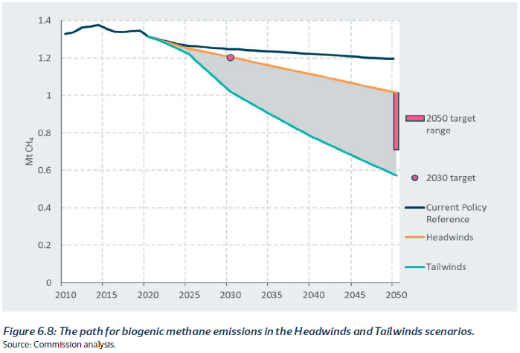 1.4
1.2
1
0.8
0.6
0.4
0.2
0
Mt CH₄
2010 2015 2020 2025 2030 2035 2040 2045 2050
2050 target
range
2030 target
Current Policy
Reference
Headwinds
Tailwinds
Figure 6.8: The path for biogenic methane emissions in the Headwinds and Tailwinds scenarios.
Source: Commission analysis.